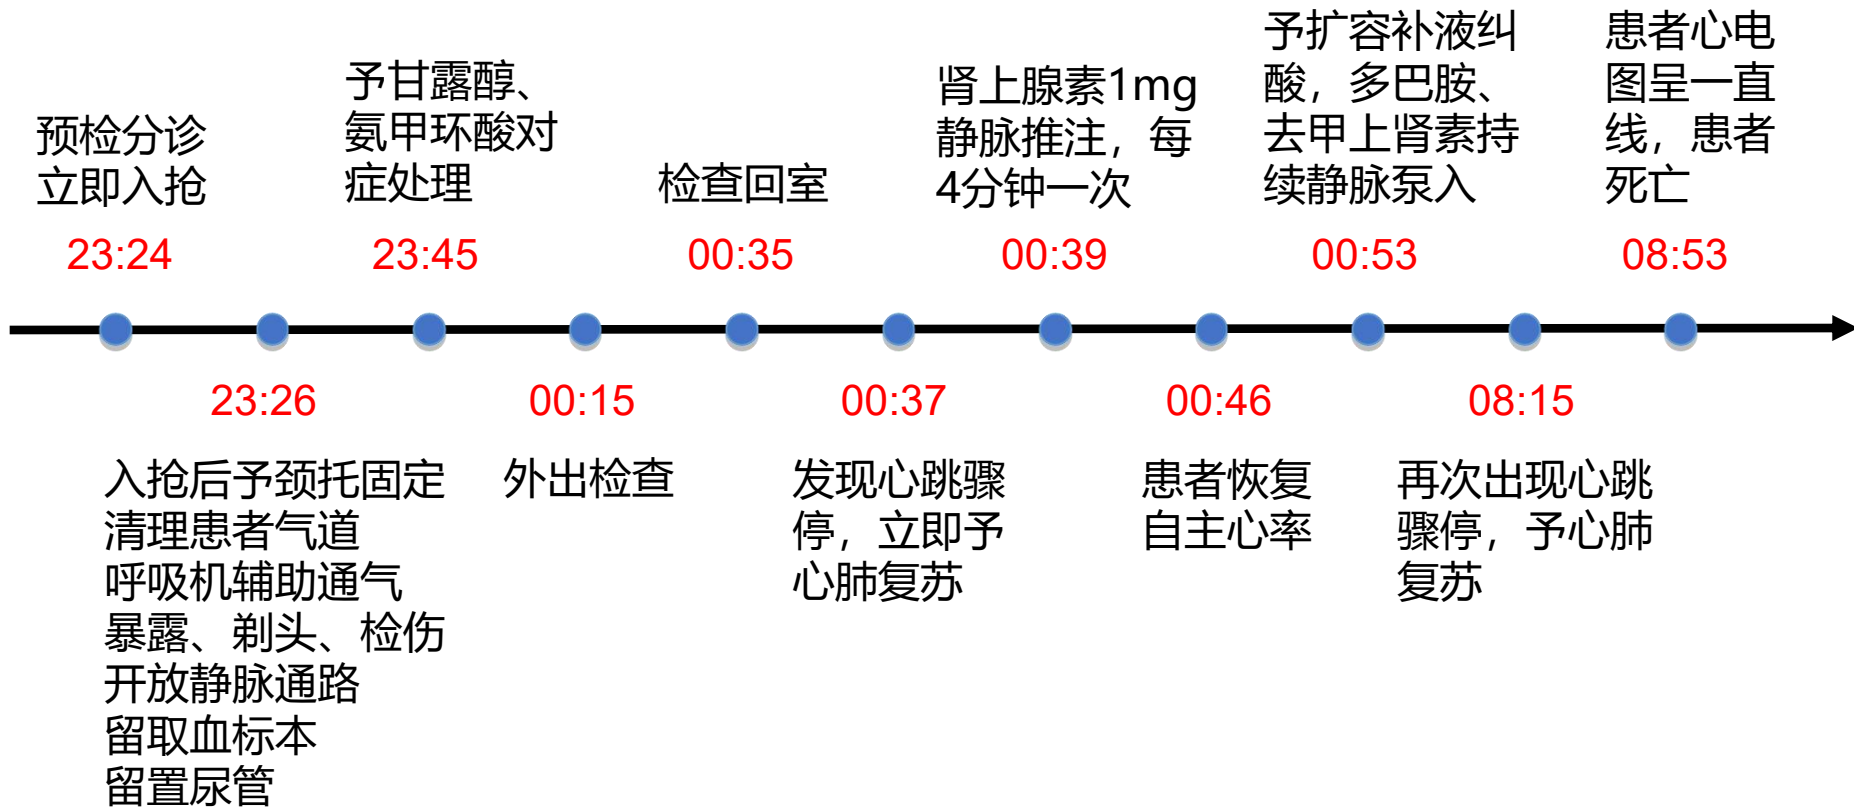 预检分诊
立即入抢
23:24
23:26
入抢后予颈托固定
清理患者气道
呼吸机辅助通气
暴露、剃头、检伤
开放静脉通路
留取血标本
留置尿管
予甘露醇、
氨甲环酸对
症处理
23:45
00:15
外出检查
检查回室
00:35
00:37
发现心跳骤
停，立即予
心肺复苏
肾上腺素1mg
静脉推注，每
4分钟一次
00:39
00:46
患者恢复
自主心率
予扩容补液纠
酸，多巴胺、
去甲上肾素持
续静脉泵入
00:53
08:15
再次出现心跳
骤停，予心肺
复苏
患者心电
图呈一直
线，患者
死亡
08:53